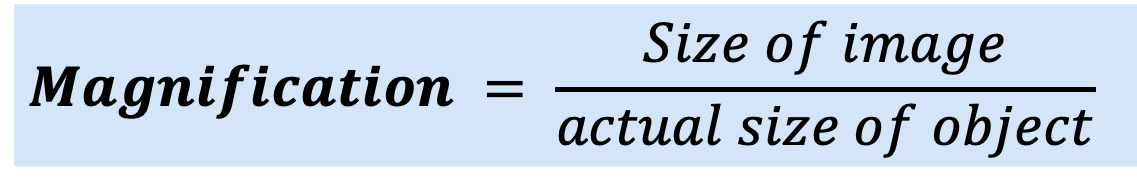 Magnification = Size of image / actual size of object